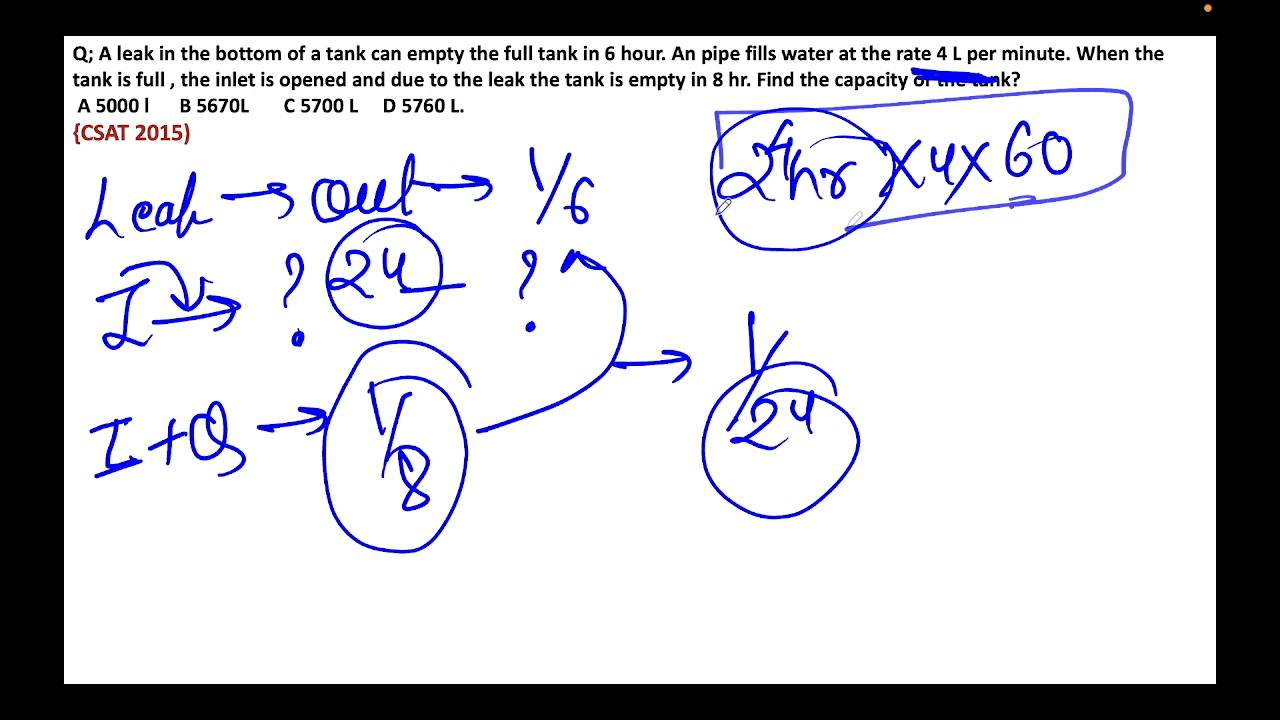 Q; A leak in the bottom of a tank can empty the full tank in 6 hour. An pipe fills water at the rate 4 L per minute. When the
tank is full , the inlet is opened and due to the leak the tank is empty in 8 hr. Find the capacity of the tank?
A 5000 l B 5670L C 5700 L D 5760 L.
{CSAT 2015)
24hr x 4 x 60
Leak → out → 1/6
I → ? 24 ?
I + O → 1/8 → 1/24